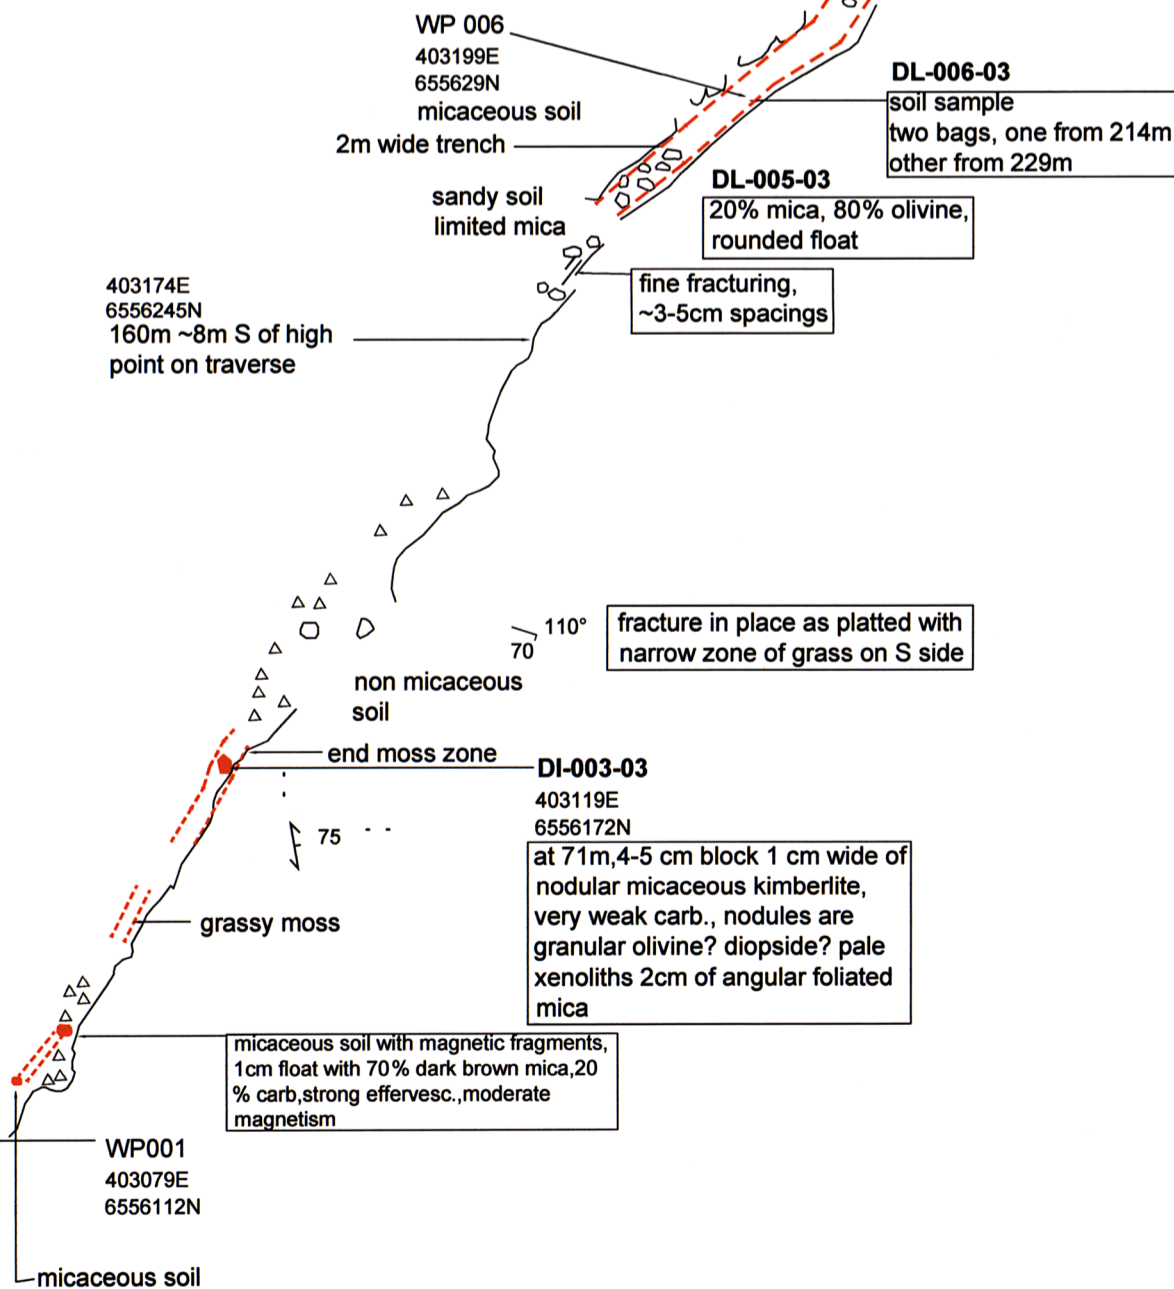 WP 006
403199E
655629N
micaceous soil
2m wide trench
DL-006-03
soil sample
two bags, one from 214m
other from 229m
sandy soil
limited mica
DL-005-03
20% mica, 80% olivine,
rounded float
fine fracturing,
~3-5cm spacings
403174E
6556245N
160m ~8m S of high
point on traverse
110°
70
fracture in place as platted with
narrow zone of grass on S side
non micaceous
soil
end moss zone
DI-003-03
403119E
6556172N
at 71m,4-5 cm block 1 cm wide of
nodular micaceous kimberlite,
very weak carb., nodules are
granular olivine? diopside? pale
xenoliths 2cm of angular foliated
mica
75
grassy moss
micaceous soil with magnetic fragments,
1cm float with 70% dark brown mica,20
% carb,strong effervesc.,moderate
magnetism
WP001
403079E
6556112N
micaceous soil